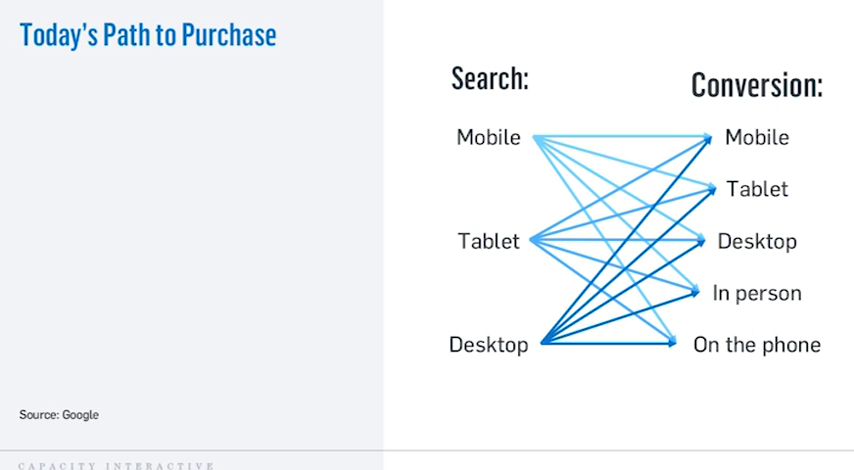 Today's Path to Purchase
Search:
Conversion:
Mobile
Mobile
Tablet
Tablet
Desktop
In person
Desktop
On the phone
Source: Google
CAPACITY INTERACTIVE